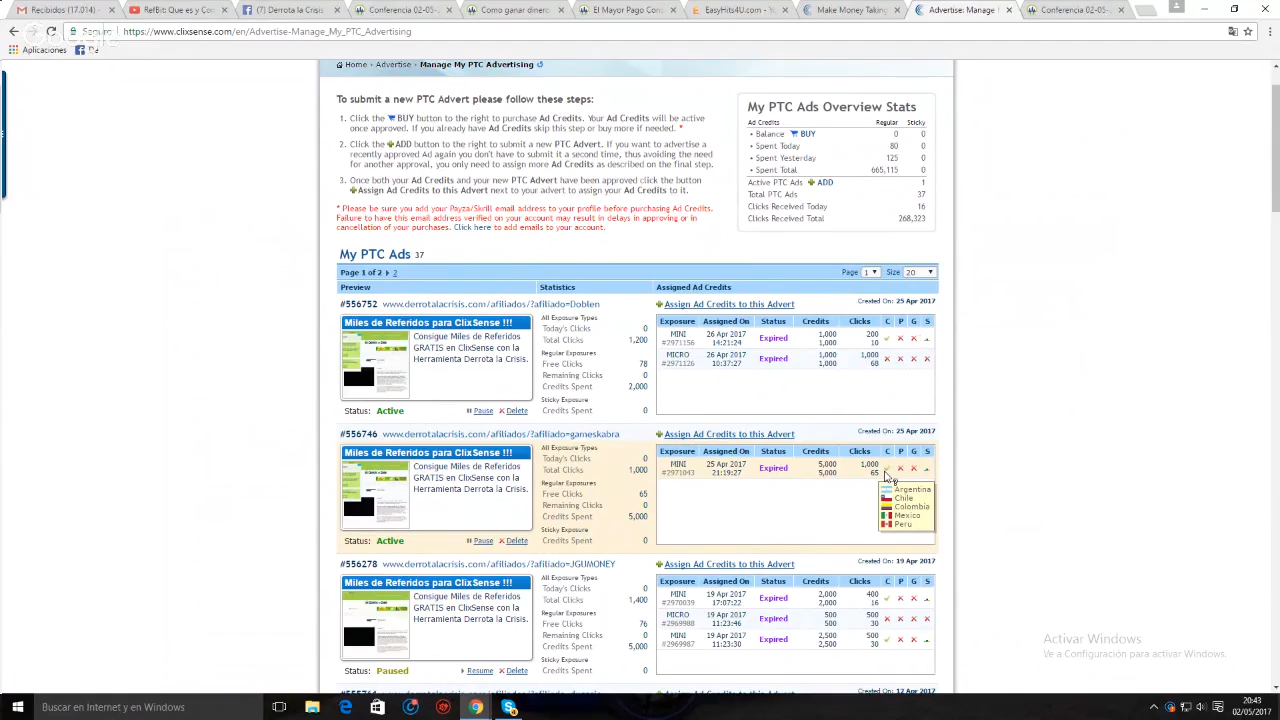 Recibidos (17.014)
RefBit: Que es y Con
(7) Derrota la Crisis
Conferencia 02-05-
Como ganar dinero
El Mayor Pago Cono
EasyHits4U.com - Yo
Make Money Taking
Advertise: Manage
Conferencia 02-05-
Seguro https://www.clixsense.com/en/Advertise-Manage_My_PTC_Advertising
Aplicaciones
Home • Advertise • Manage My PTC Advertising
To submit a new PTC Advert please follow these steps:
1. Click the BUY button to the right to purchase Ad Credits. Your Ad Credits will be active
once approved. If you already have Ad Credits skip this step or buy more if needed. *
2. Click the ADD button to the right to submit a new PTC Advert. If you want to advertise a
recently approved Ad again you don't have to submit it a second time, thus avoiding the need
for another approval, you only need to assign more Ad Credits as described on the final step.
3. Once both your Ad Credits and your new PTC Advert have been approved click the button
Assign Ad Credits to this Advert next to your advert to assign your Ad Credits to it.
* Please be sure you add your Payza/Skrill email address to your profile before purchasing Ad Credits.
Failure to have this email address verified on your account may result in delays in approving or in
cancellation of your purchases. Click here to add emails to your account.
My PTC Ads Overview Stats
Ad Credits Regular Sticky
• Balance BUY 0 0
• Spent Today 80 0
• Spent Yesterday 125 0
• Spent Total 665,115 0
Active PTC Ads ADD 1
Total PTC Ads 37
Clicks Received Today 16
Clicks Received Total 268,323
My PTC Ads 37
Page 1 of 2 2 Page 1 Size 20
Preview Statistics Assigned Ad Credits
#556752 www.derrotalacrisis.com/afiliados/?afiliado=Doblen
Miles de Referidos para ClixSense !!!
Consigue Miles de Referidos
GRATIS en ClixSense con la
Herramienta Derrota la Crisis.
Status: Active Pause Delete
All Exposure Types
Today's Clicks 0
Total Clicks 1,200
Regular Exposures
Free Clicks 78
Remaining Clicks 0
Credits Spent 2,000
Sticky Exposure
Credits Spent 0
Assign Ad Credits to this Advert Created On: 25 Apr 2017
Exposure Assigned On Status Credits Clicks C P G S
MINI 26 Apr 2017 Expired 1,000 200
#2971156 14:21:24 1,000 10
MICRO 26 Apr 2017 Expired 1,000 1,000
#2971126 10:37:27 1,000 68
#556746 www.derrotalacrisis.com/afiliados/?afiliado=gameskabra
Miles de Referidos para ClixSense !!!
Consigue Miles de Referidos
GRATIS en ClixSense con la
Herramienta Derrota la Crisis.
Status: Active Pause Delete
All Exposure Types
Today's Clicks 0
Total Clicks 1,000
Regular Exposures
Free Clicks 65
Remaining Clicks 0
Credits Spent 5,000
Sticky Exposure
Credits Spent 0
Assign Ad Credits to this Advert Created On: 25 Apr 2017
Exposure Assigned On Status Credits Clicks C P G S
MINI 25 Apr 2017 Expired 5,000 1,000
#2971043 21:19:27 5,000 65
Argentina
Chile
Colombia
Mexico
Peru
#556278 www.derrotalacrisis.com/afiliados/?afiliado=JGUMONEY
Miles de Referidos para ClixSense !!!
Consigue Miles de Referidos
GRATIS en ClixSense con la
Herramienta Derrota la Crisis.
Status: Paused Resume Delete
All Exposure Types
Today's Clicks 0
Total Clicks 1,400
Regular Exposures
Free Clicks 76
Remaining Clicks 0
Credits Spent 5,000
Sticky Exposure
Credits Spent 0
Assign Ad Credits to this Advert Created On: 19 Apr 2017
Exposure Assigned On Status Credits Clicks C P G S
MINI 19 Apr 2017 Expired 2,000 400
#2970039 17:07:22 2,000 16
MICRO 19 Apr 2017 Expired 500 500
#2969988 11:23:46 500 30
MINI 19 Apr 2017 Expired 2,500 500
#2969987 11:23:30 2,500 30
Activar Windows
Ve a Configuración para activar Windows.
Created On: 12 Apr 2017
Buscar en Internet y en Windows
20:43
02/05/2017